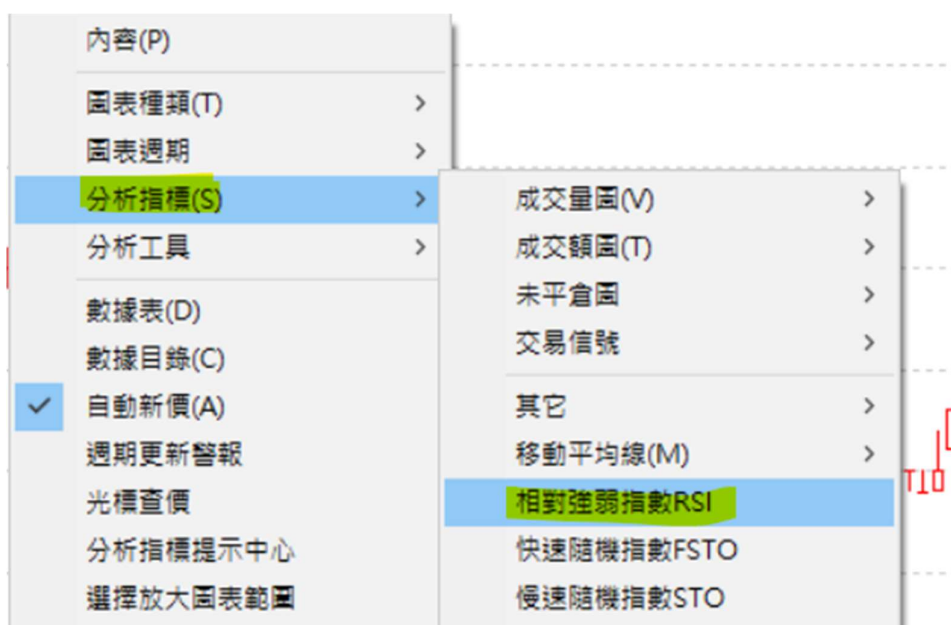 內容(P)
圖表種類(T)
圖表週期
分析指標(S)
分析工具
數據表(D)
數據目錄(C)
自動新價(A)
週期更新警報
光標查價
分析指標提示中心
選擇放大圖表範圍
成交量圖(V)
成交額圖(T)
未平倉圖
交易信號
其它
移動平均線(M)
相對強弱指數RSI
快速隨機指數FSTO
慢速隨機指數STO